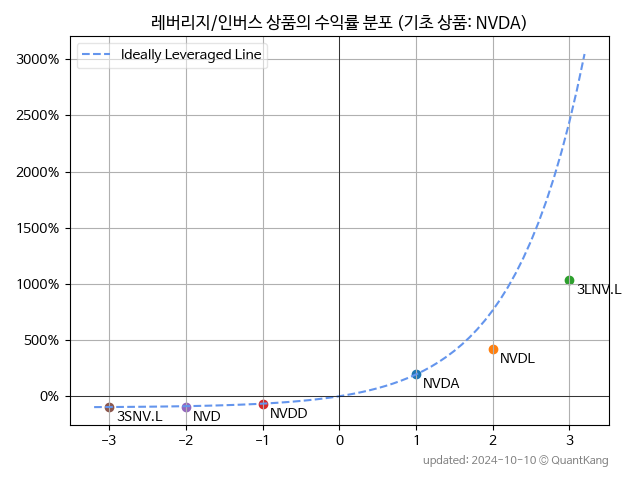 레버리지/인버스 상품의 수익률 분포 (기초 상품: NVDA)
Ideally Leveraged Line
3000%
2500%
2000%
1500%
1000%
500%
0%
3LNV.L
NVDL
NVDA
3SNV.L
NVD
NVDD
−3
−2
−1
0
1
2
3
updated: 2024-10-10 © QuantKang